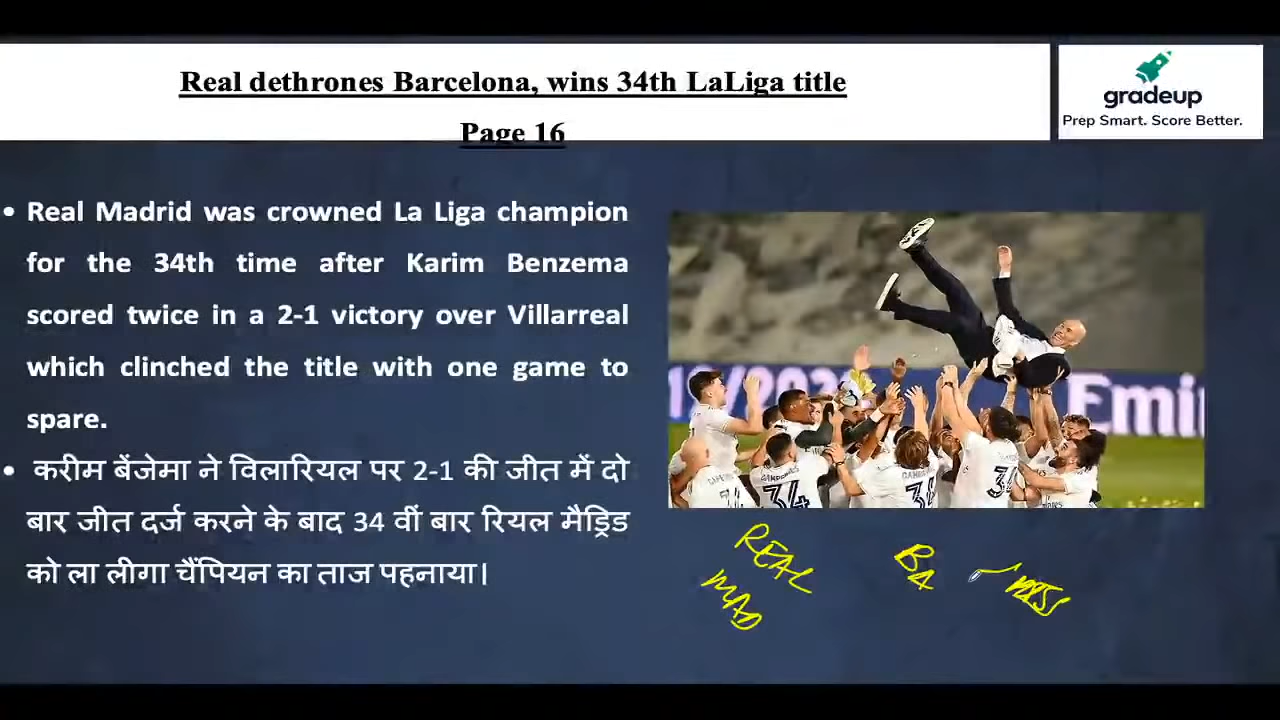 Real dethrones Barcelona, wins 34th LaLiga title
Page 16
gradeup
Prep Smart. Score Better.
• Real Madrid was crowned La Liga champion
for the 34th time after Karim Benzema
scored twice in a 2-1 victory over Villarreal
which clinched the title with one game to
spare.
• करीम बेंजेमा ने विलारियल पर 2-1 की जीत में दो
बार जीत दर्ज करने के बाद 34 वीं बार रियल मैड्रिड
को ला लीगा चैंपियन का ताज पहनाया।
Emi
34
REAL
MAD
BA